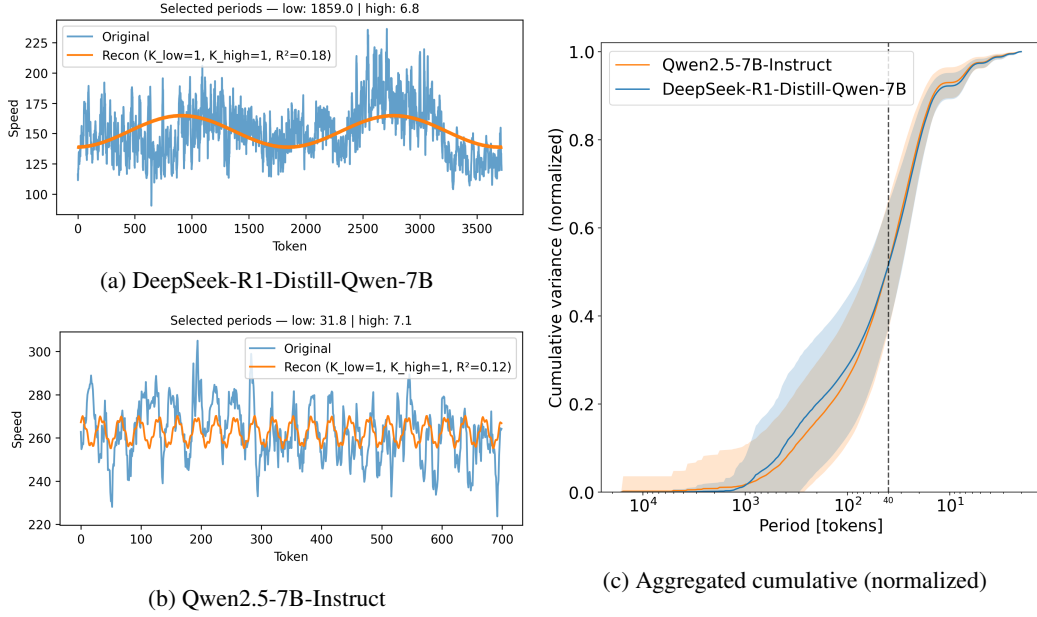 Selected periods — low: 1859.0 | high: 6.8
Original
Recon (K_low=1, K_high=1, R²=0.18)
225
200
175
150
125
100
Speed
0 500 1000 1500 2000 2500 3000 3500
Token
(a) DeepSeek-R1-Distill-Qwen-7B
Selected periods — low: 31.8 | high: 7.1
Original
Recon (K_low=1, K_high=1, R²=0.12)
300
280
260
240
220
Speed
0 100 200 300 400 500 600 700
Token
(b) Qwen2.5-7B-Instruct
Qwen2.5-7B-Instruct
DeepSeek-R1-Distill-Qwen-7B
1.0
0.8
0.6
0.4
0.2
0.0
Cumulative variance (normalized)
10⁴ 10³ 10² 40 10¹
Period [tokens]
(c) Aggregated cumulative (normalized)